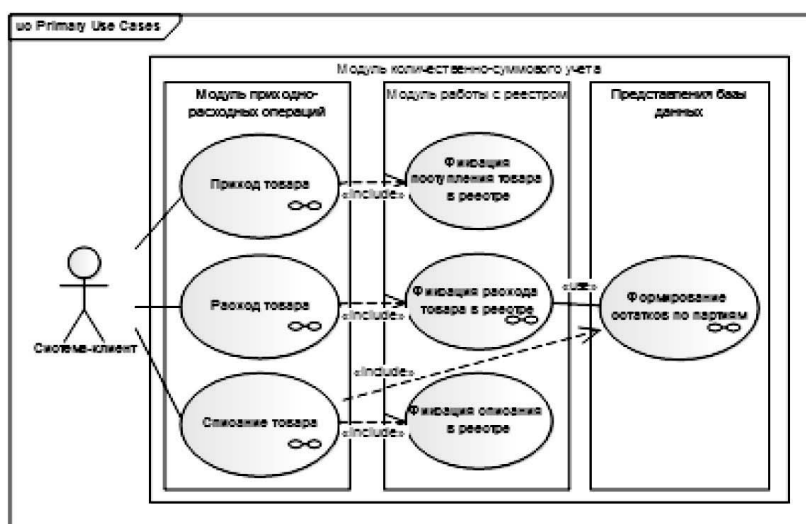 uc Primary Use Cases
Модуль количественно-суммового учета
Модуль приходно-
расходных операций
Модуль работы с реестром
Представления базы
данных
Приход товара
«include»
Фиксация
поступления товара
в реестре
Расход товара
«include»
Фиксация расхода
товара в реестре
«use»
Формирование
остатков по партиям
Система-клиент
«include»
Списание товара
«include»
Фиксация списания
в реестре